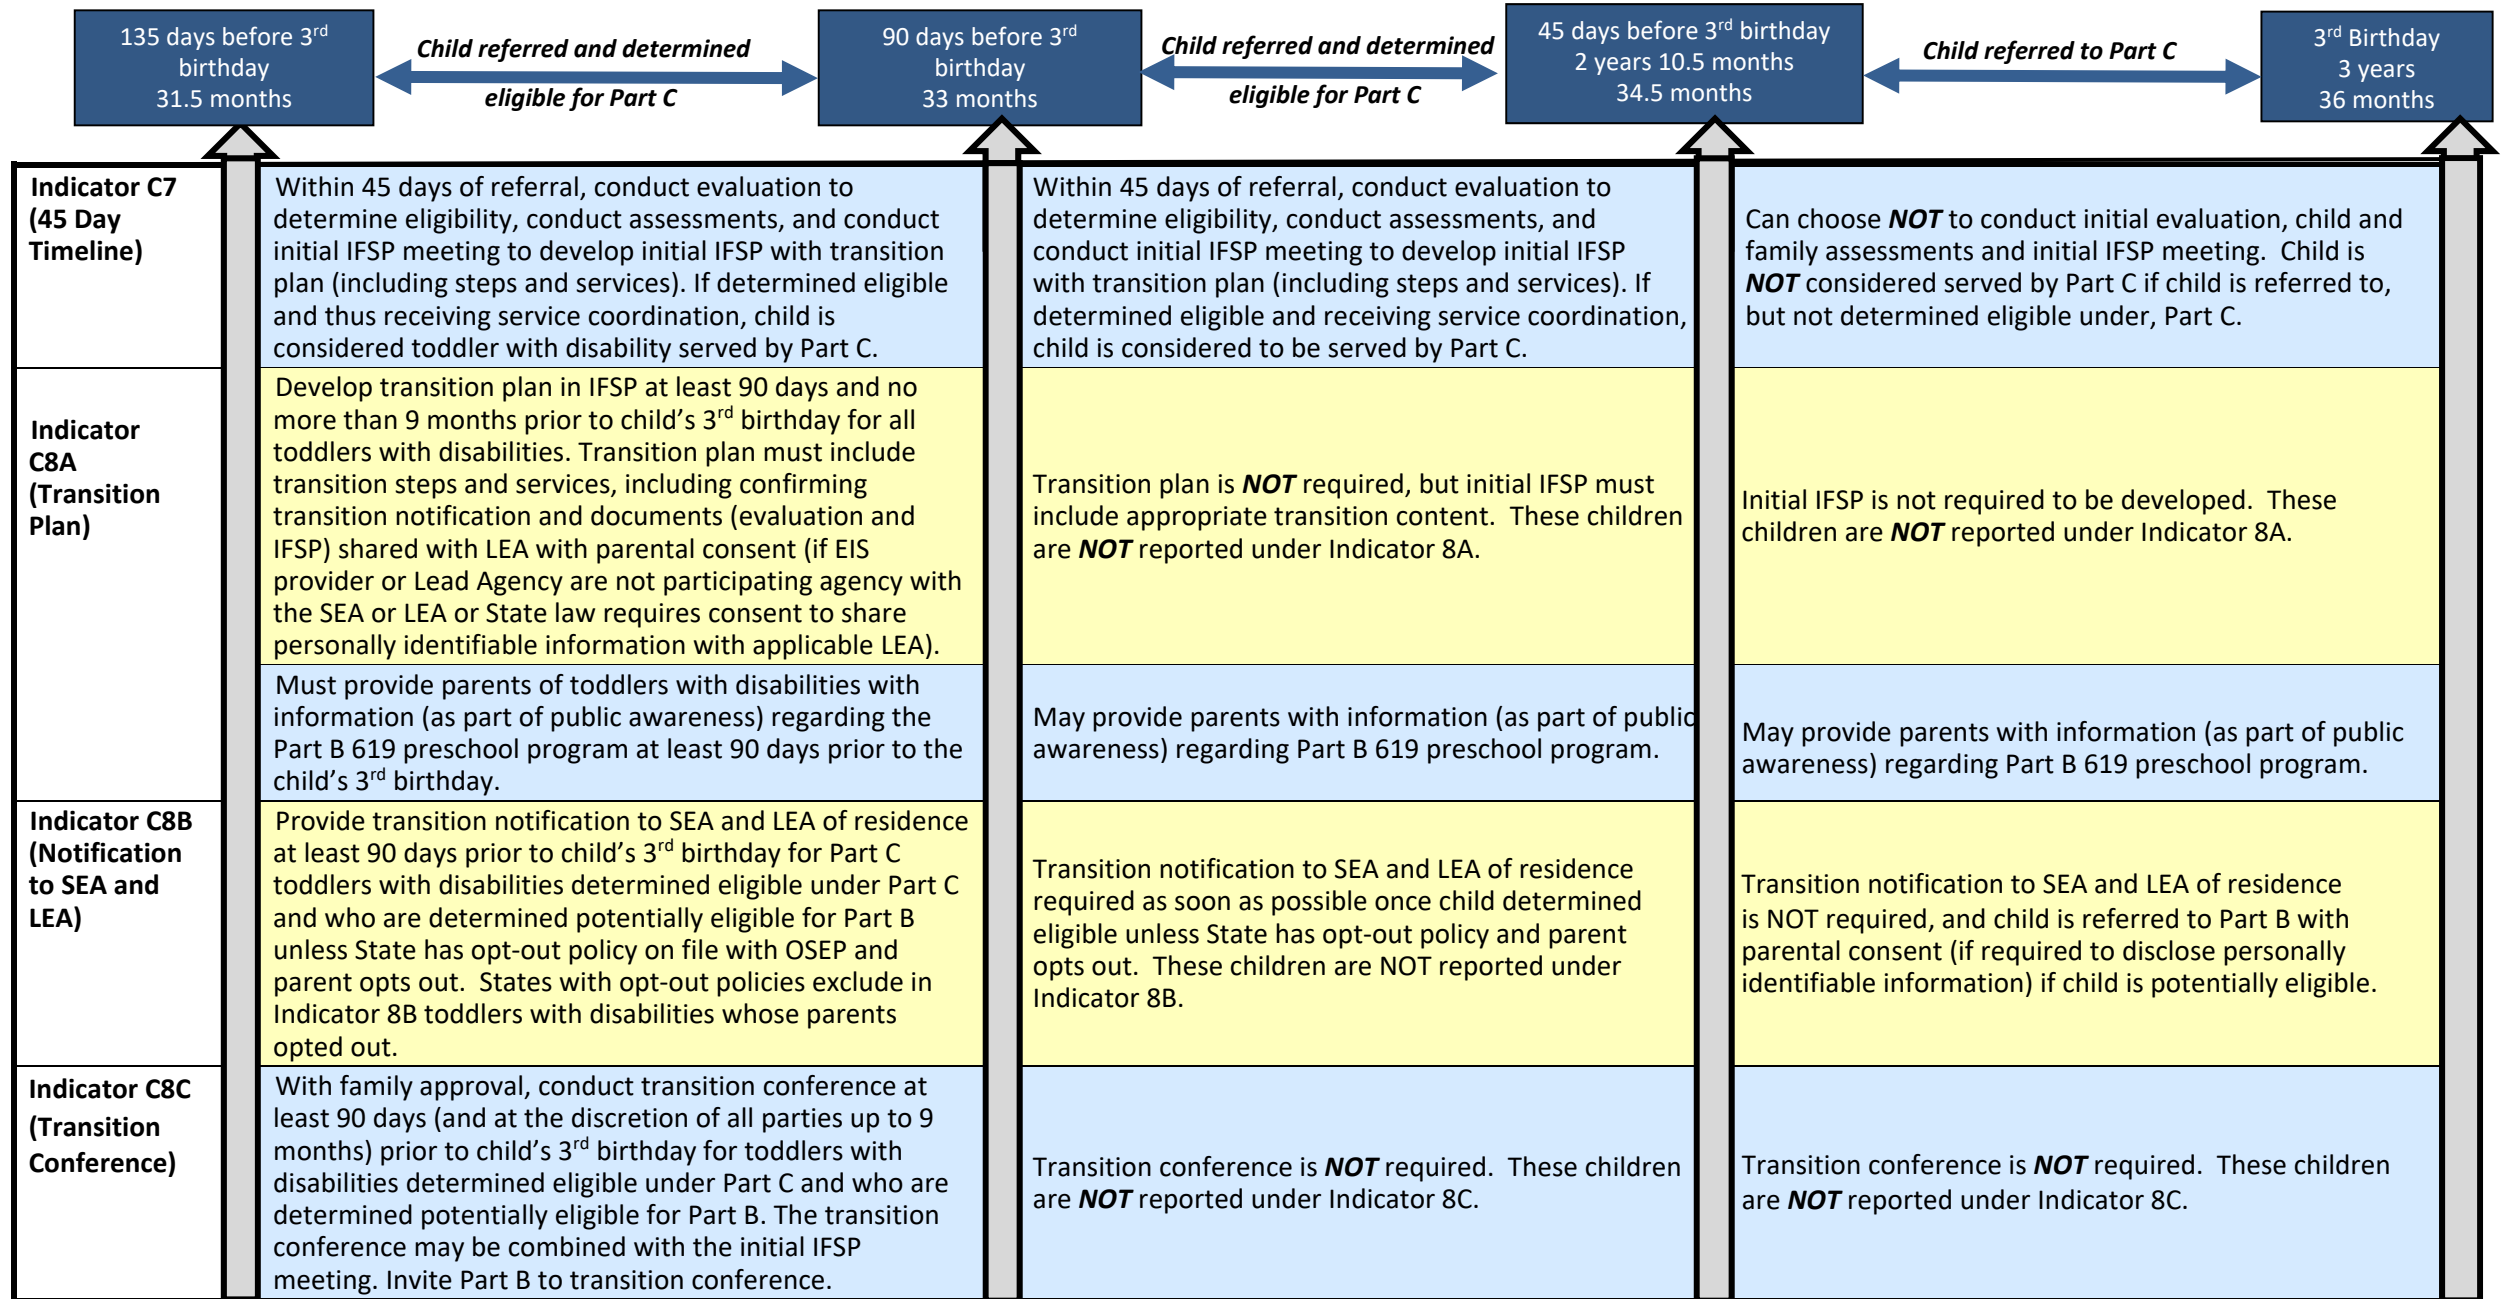 135 days before 3rd
birthday
31.5 months
Child referred and determined
eligible for Part C
90 days before 3rd
birthday
33 months
Child referred and determined
eligible for Part C
45 days before 3rd birthday
2 years 10.5 months
34.5 months
Child referred to Part C
3rd Birthday
3 years
36 months
Indicator C7
(45 Day
Timeline)
Within 45 days of referral, conduct evaluation to
determine eligibility, conduct assessments, and conduct
initial IFSP meeting to develop initial IFSP with transition
plan (including steps and services). If determined eligible
and thus receiving service coordination, child is
considered toddler with disability served by Part C.
Within 45 days of referral, conduct evaluation to
determine eligibility, conduct assessments, and
conduct initial IFSP meeting to develop initial IFSP
with transition plan (including steps and services). If
determined eligible and receiving service coordination,
child is considered to be served by Part C.
Can choose NOT to conduct initial evaluation, child and
family assessments and initial IFSP meeting. Child is
NOT considered served by Part C if child is referred to,
but not determined eligible under, Part C.
Indicator
C8A
(Transition
Plan)
Develop transition plan in IFSP at least 90 days and no
more than 9 months prior to child’s 3rd birthday for all
toddlers with disabilities. Transition plan must include
transition steps and services, including confirming
transition notification and documents (evaluation and
IFSP) shared with LEA with parental consent (if EIS
provider or Lead Agency are not participating agency with
the SEA or LEA or State law requires consent to share
personally identifiable information with applicable LEA).
Transition plan is NOT required, but initial IFSP must
include appropriate transition content. These children
are NOT reported under Indicator 8A.
Initial IFSP is not required to be developed. These
children are NOT reported under Indicator 8A.
Must provide parents of toddlers with disabilities with
information (as part of public awareness) regarding the
Part B 619 preschool program at least 90 days prior to the
child’s 3rd birthday.
May provide parents with information (as part of public
awareness) regarding Part B 619 preschool program.
May provide parents with information (as part of public
awareness) regarding Part B 619 preschool program.
Indicator C8B
(Notification
to SEA and
LEA)
Provide transition notification to SEA and LEA of residence
at least 90 days prior to child’s 3rd birthday for Part C
toddlers with disabilities determined eligible under Part C
and who are determined potentially eligible for Part B
unless State has opt-out policy on file with OSEP and
parent opts out. States with opt-out policies exclude in
Indicator 8B toddlers with disabilities whose parents
opted out.
Transition notification to SEA and LEA of residence
required as soon as possible once child determined
eligible unless State has opt-out policy and parent
opts out. These children are NOT reported under
Indicator 8B.
Transition notification to SEA and LEA of residence
is NOT required, and child is referred to Part B with
parental consent (if required to disclose personally
identifiable information) if child is potentially eligible.
Indicator C8C
(Transition
Conference)
With family approval, conduct transition conference at
least 90 days (and at the discretion of all parties up to 9
months) prior to child’s 3rd birthday for toddlers with
disabilities determined eligible under Part C and who are
determined potentially eligible for Part B. The transition
conference may be combined with the initial IFSP
meeting. Invite Part B to transition conference.
Transition conference is NOT required. These children
are NOT reported under Indicator 8C.
Transition conference is NOT required. These children
are NOT reported under Indicator 8C.